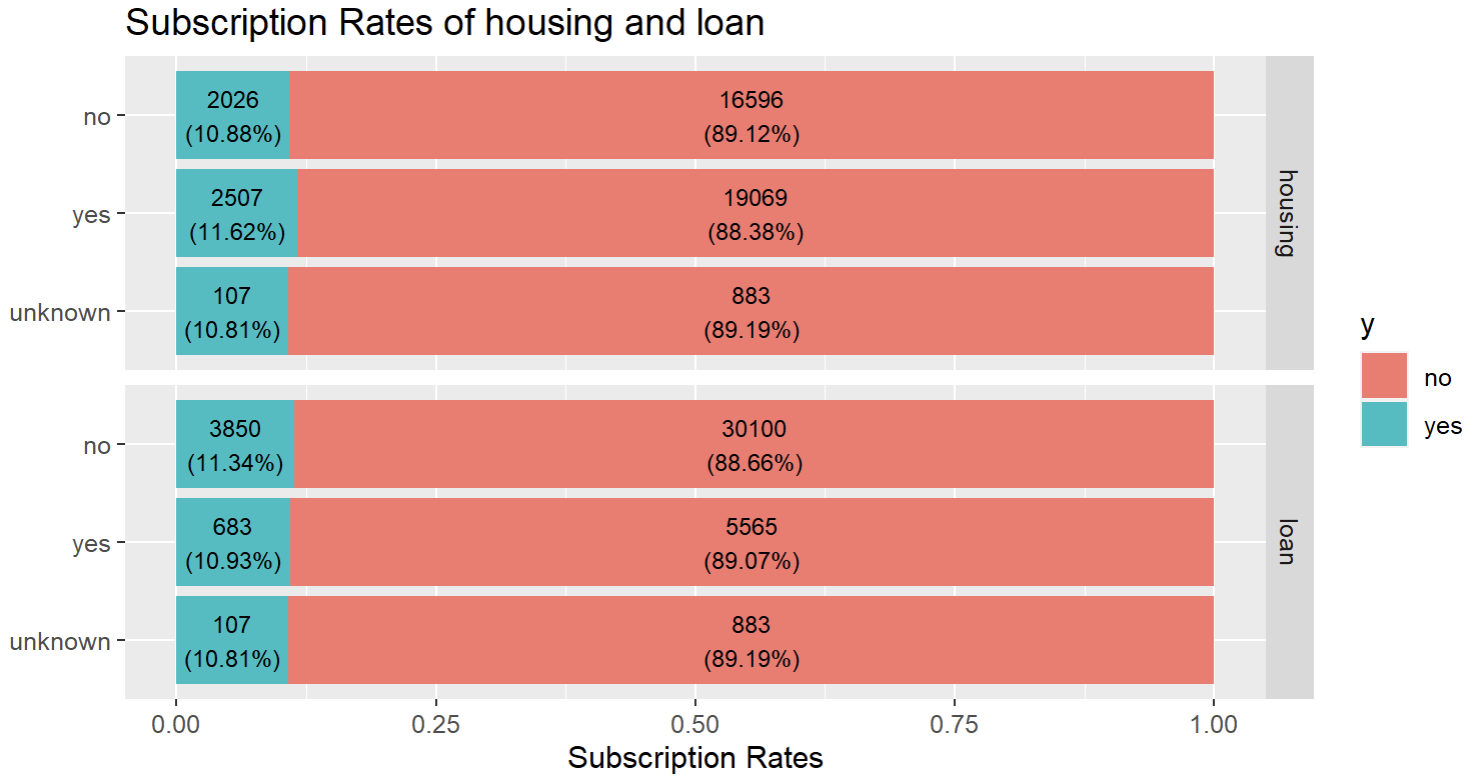 Subscription Rates of housing and loan
no
2026
(10.88%)
16596
(89.12%)
yes
2507
(11.62%)
19069
(88.38%)
unknown
107
(10.81%)
883
(89.19%)
housing
no
3850
(11.34%)
30100
(88.66%)
yes
683
(10.93%)
5565
(89.07%)
unknown
107
(10.81%)
883
(89.19%)
loan
0.00
0.25
0.50
0.75
1.00
Subscription Rates
y
no
yes